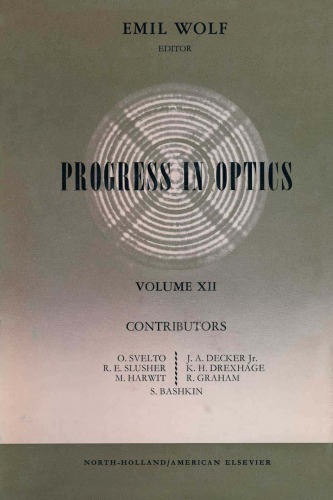 EMIL WOLF
EDITOR
PROGRESS IN OPTICS
VOLUME XII
CONTRIBUTORS
O. SVELTO
R. E. SLUSHER
M. HARWIT
J. A. DECKER Jr.
K. H. DREXHAGE
R. GRAHAM
S. BASHKIN
NORTH-HOLLAND/AMERICAN ELSEVIER